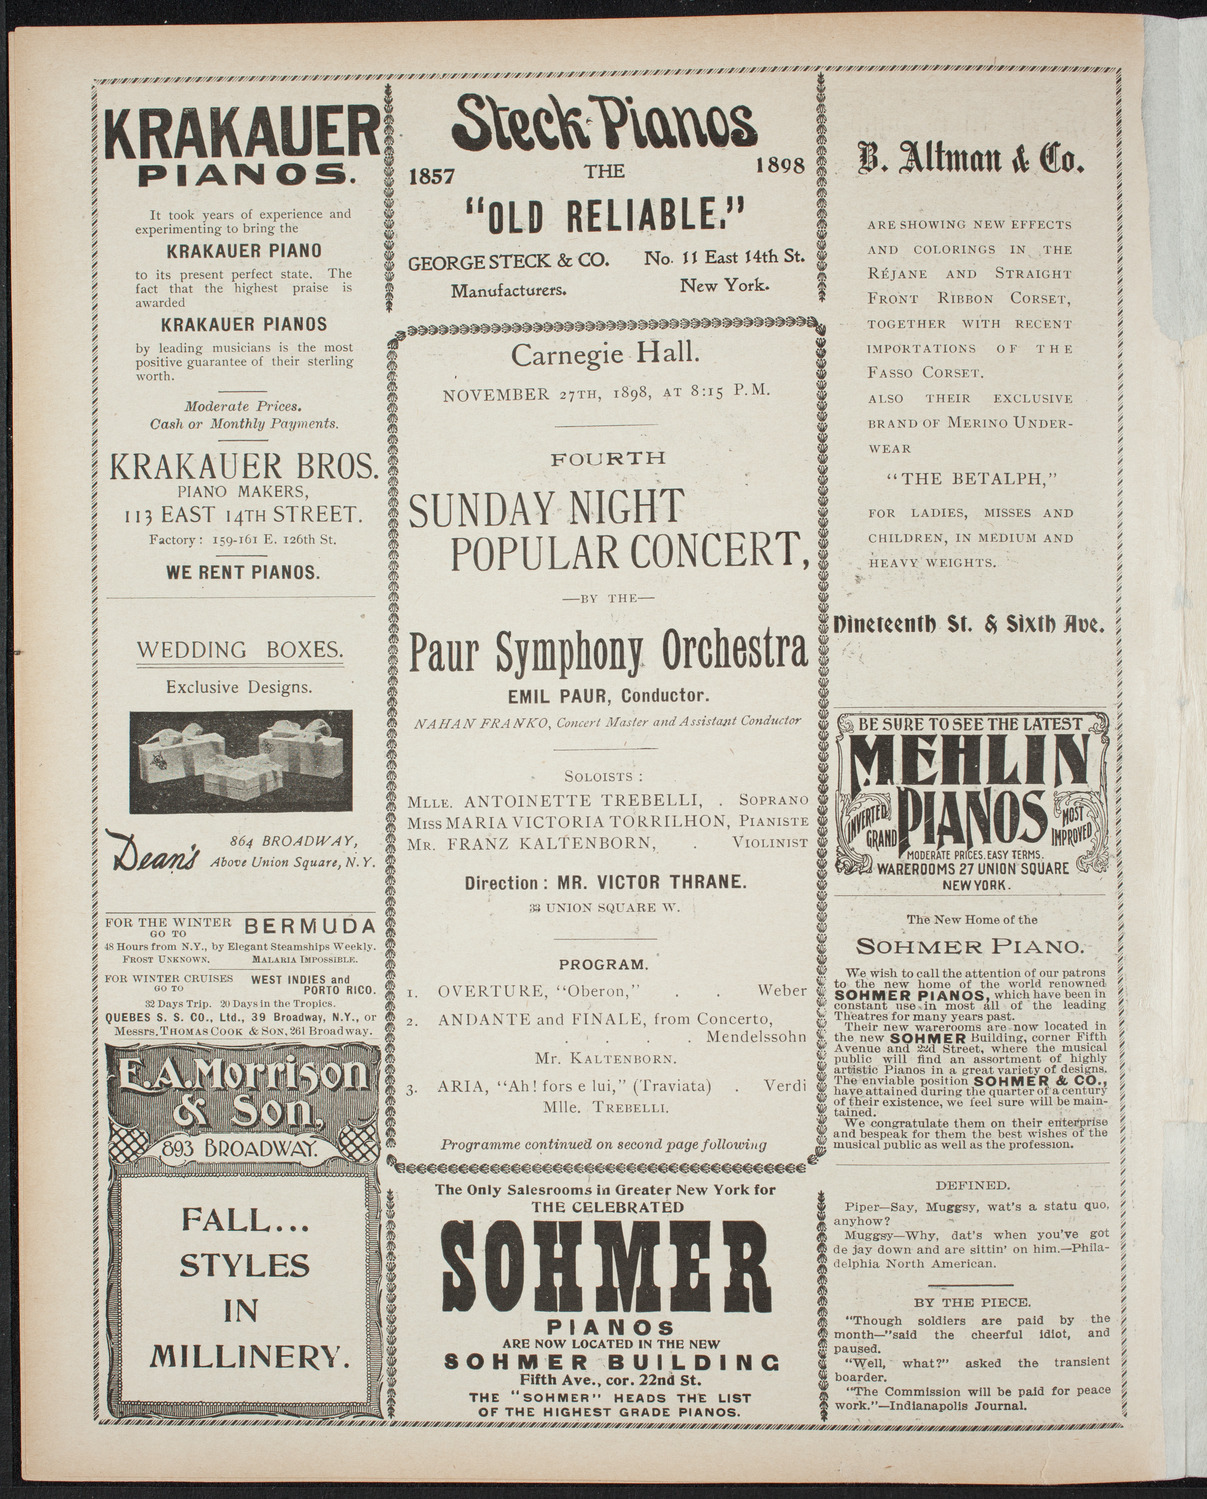 KRAKAUER
PIANOS.
It took years of experience and
experimenting to bring the
KRAKAUER PIANO
to its present perfect state. The
fact that the highest praise is
awarded
KRAKAUER PIANOS
by leading musicians is the most
positive guarantee of their sterling
worth.
Moderate Prices.
Cash or Monthly Payments.
KRAKAUER BROS.
PIANO MAKERS,
113 EAST 14TH STREET.
Factory: 159-161 E. 126th St.
WE RENT PIANOS.
WEDDING BOXES.
Exclusive Designs.
Dean's
864 BROADWAY,
Above Union Square, N.Y.
FOR THE WINTER
GO TO
BERMUDA
48 Hours from N.Y., by Elegant Steamships Weekly.
FROST UNKNOWN. MALARIA IMPOSSIBLE.
FOR WINTER CRUISES
GO TO
WEST INDIES and
PORTO RICO.
32 Days Trip. 20 Days in the Tropics.
QUEBES S. S. CO., Ltd., 39 Broadway, N.Y., or
Messrs. THOMAS COOK & SON, 261 Broadway.
E.A. Morrison
& Son,
893 BROADWAY.
FALL...
STYLES
IN
MILLINERY.
Steck Pianos
1857 THE 1898
"OLD RELIABLE."
GEORGE STECK & CO. No. 11 East 14th St.
Manufacturers. New York.
Carnegie Hall.
NOVEMBER 27TH, 1898, AT 8:15 P.M.
FOURTH
SUNDAY NIGHT
POPULAR CONCERT,
—BY THE—
Paur Symphony Orchestra
EMIL PAUR, Conductor.
NAHAN FRANKO, Concert Master and Assistant Conductor
SOLOISTS:
MLLE. ANTOINETTE TREBELLI, . SOPRANO
MISS MARIA VICTORIA TORRILHON, PIANISTE
MR. FRANZ KALTENBORN, . VIOLINIST
Direction: MR. VICTOR THRANE.
33 UNION SQUARE W.
PROGRAM.
1. OVERTURE, "Oberon," . . Weber
2. ANDANTE and FINALE, from Concerto,
. . . . Mendelssohn
Mr. KALTENBORN.
3. ARIA, "Ah! fors e lui," (Traviata) . Verdi
Mlle. TREBELLI.
Programme continued on second page following
The Only Salesrooms in Greater New York for
THE CELEBRATED
SOHMER
PIANOS
ARE NOW LOCATED IN THE NEW
SOHMER BUILDING
Fifth Ave., cor. 22nd St.
THE "SOHMER" HEADS THE LIST
OF THE HIGHEST GRADE PIANOS.
B. Altman & Co.
ARE SHOWING NEW EFFECTS
AND COLORINGS IN THE
RÉJANE AND STRAIGHT
FRONT RIBBON CORSET,
TOGETHER WITH RECENT
IMPORTATIONS OF THE
FASSO CORSET.
ALSO THEIR EXCLUSIVE
BRAND OF MERINO UNDER-
WEAR
"THE BETALPH,"
FOR LADIES, MISSES AND
CHILDREN, IN MEDIUM AND
HEAVY WEIGHTS.
Nineteenth St. & Sixth Ave.
BE SURE TO SEE THE LATEST
MEHLIN
PIANOS
INVERTED
GRAND
MOST
IMPROVED
MODERATE PRICES. EASY TERMS.
WAREROOMS 27 UNION SQUARE
NEW YORK.
The New Home of the
SOHMER PIANO.
We wish to call the attention of our patrons
to the new home of the world renowned
SOHMER PIANOS, which have been in
constant use in most all of the leading
Theatres for many years past.
Their new warerooms are now located in
the new SOHMER Building, corner Fifth
Avenue and 22d Street, where the musical
public will find an assortment of highly
artistic Pianos in a great variety of designs.
The enviable position SOHMER & CO.,
have attained during the quarter of a century
of their existence, we feel sure will be main-
tained.
We congratulate them on their enterprise
and bespeak for them the best wishes of the
musical public as well as the profession.
DEFINED.
Piper—Say, Muggsy, wat's a statu quo,
anyhow?
Muggsy—Why, dat's when you've got
de jay down and are sittin' on him.—Phila-
delphia North American.
BY THE PIECE.
"Though soldiers are paid by the
month—"said the cheerful idiot, and
paused.
"Well, what?" asked the transient
boarder.
"The Commission will be paid for peace
work."—Indianapolis Journal.